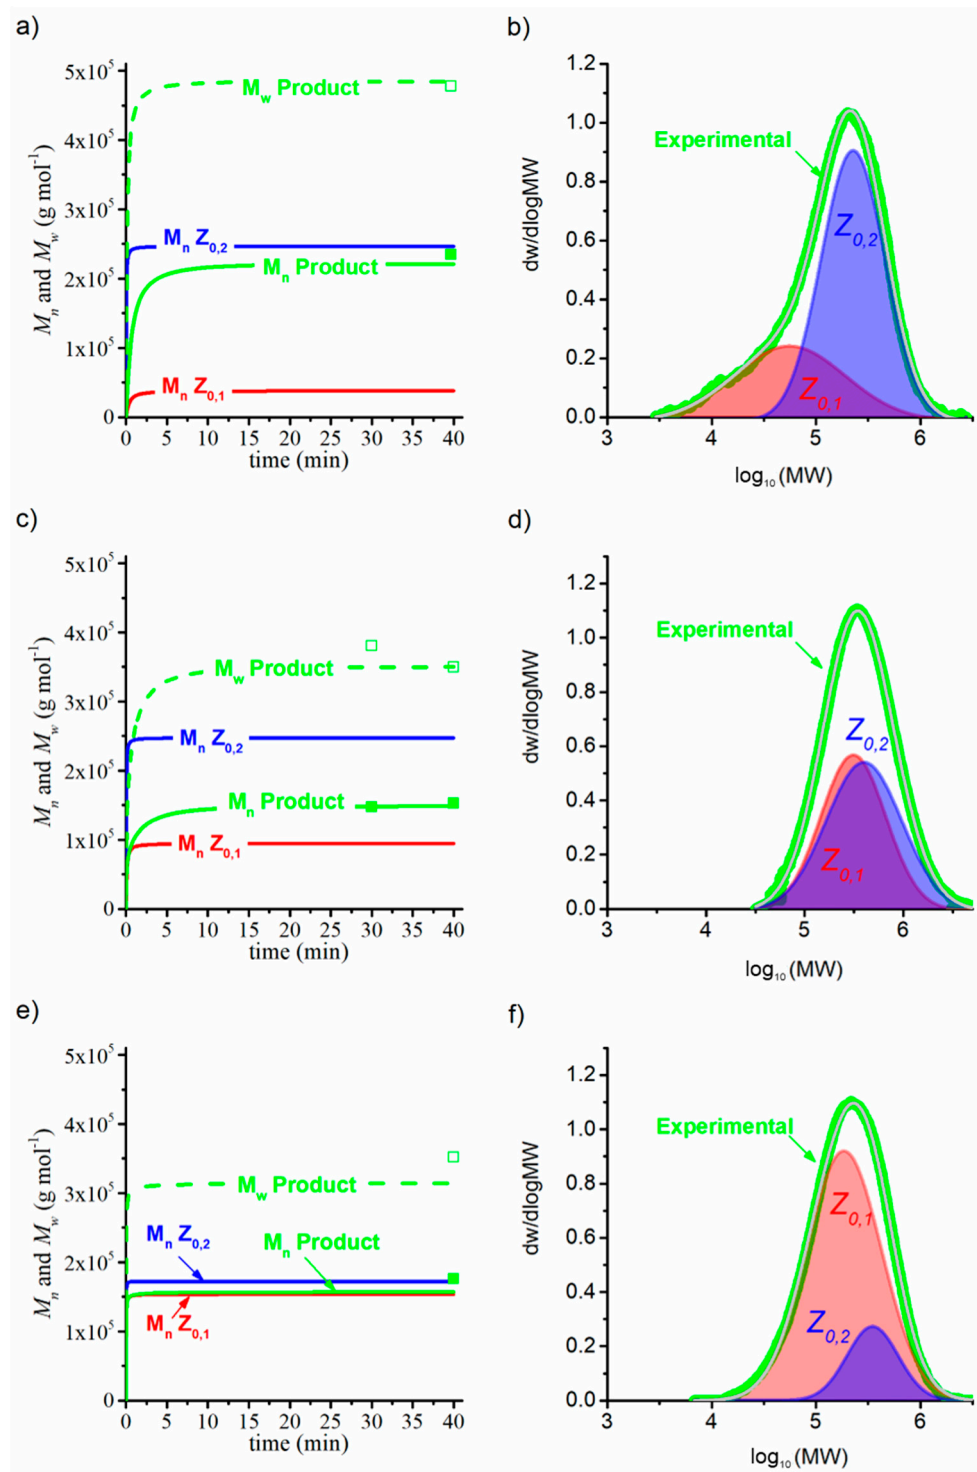 a)
b)
5x10⁵
4x10⁵
3x10⁵
2x10⁵
1x10⁵
0
Mₙ and M_w (g mol⁻¹)
M_w Product
Mₙ Z₀,₂
Mₙ Product
Mₙ Z₀,₁
0 5 10 15 20 25 30 35 40
time (min)
1.2
1.0
0.8
0.6
0.4
0.2
0.0
dw/dlogMW
Experimental
Z₀,₂
Z₀,₁
3 4 5 6
log₁₀(MW)
c)
d)
5x10⁵
4x10⁵
3x10⁵
2x10⁵
1x10⁵
0
Mₙ and M_w (g mol⁻¹)
M_w Product
Mₙ Z₀,₂
Mₙ Product
Mₙ Z₀,₁
0 5 10 15 20 25 30 35 40
time (min)
1.2
1.0
0.8
0.6
0.4
0.2
0.0
dw/dlogMW
Experimental
Z₀,₂
Z₀,₁
3 4 5 6
log₁₀(MW)
e)
f)
5x10⁵
4x10⁵
3x10⁵
2x10⁵
1x10⁵
0
Mₙ and M_w (g mol⁻¹)
M_w Product
Mₙ Z₀,₂
Mₙ Product
Mₙ Z₀,₁
0 5 10 15 20 25 30 35 40
time (min)
1.2
1.0
0.8
0.6
0.4
0.2
0.0
dw/dlogMW
Experimental
Z₀,₁
Z₀,₂
3 4 5 6
log₁₀(MW)